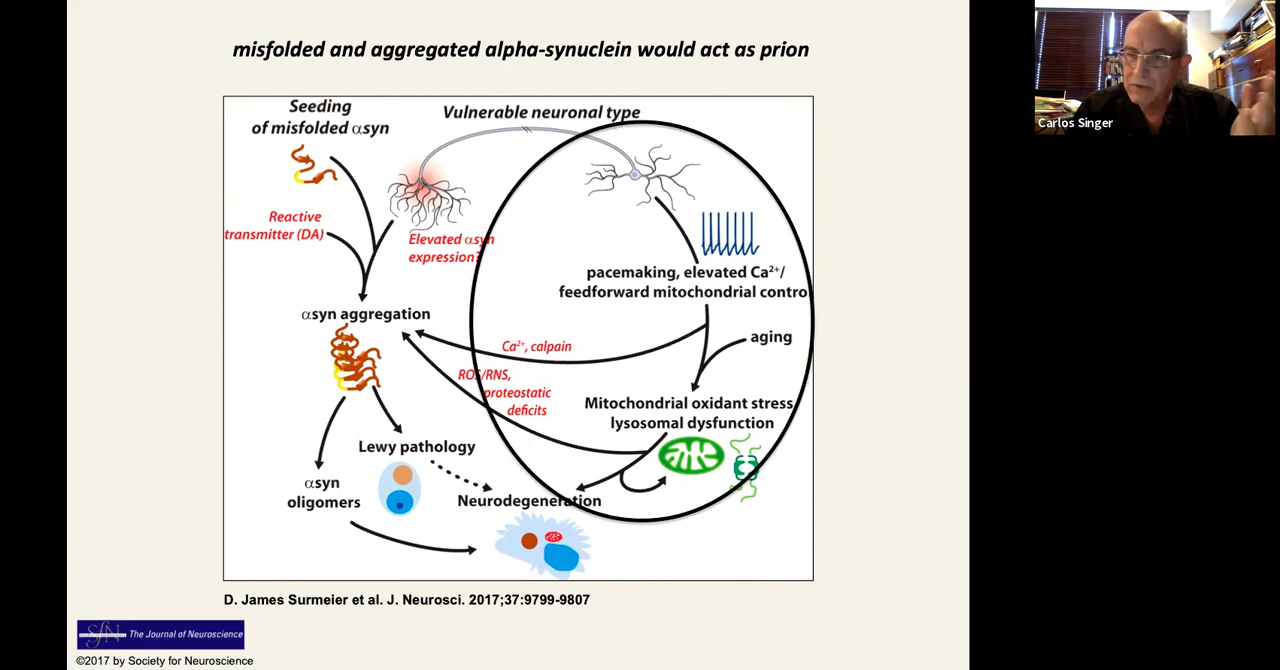 misfolded and aggregated alpha-synuclein would act as prion
Carlos Singer
Seeding
of misfolded αsyn
Vulnerable neuronal type
Reactive
transmitter (DA)
Elevated αsyn
expression?
pacemaking, elevated Ca²⁺/
feedforward mitochondrial control
αsyn aggregation
aging
Ca²⁺, calpain
ROS/RNS,
proteostatic
deficits
Mitochondrial oxidant stress
lysosomal dysfunction
Lewy pathology
αsyn
oligomers
Neurodegeneration
D. James Surmeier et al. J. Neurosci. 2017;37:9799-9807
SfN The Journal of Neuroscience
©2017 by Society for Neuroscience